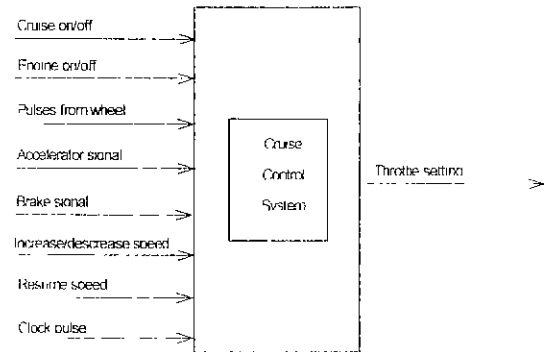 Cruise on/off
Engine on/off
Pulses from wheel
Accelerator signal
Brake signal
Increase/descrease speed
Resume speed
Clock pulse
Cruise
Control
System
Throttle setting